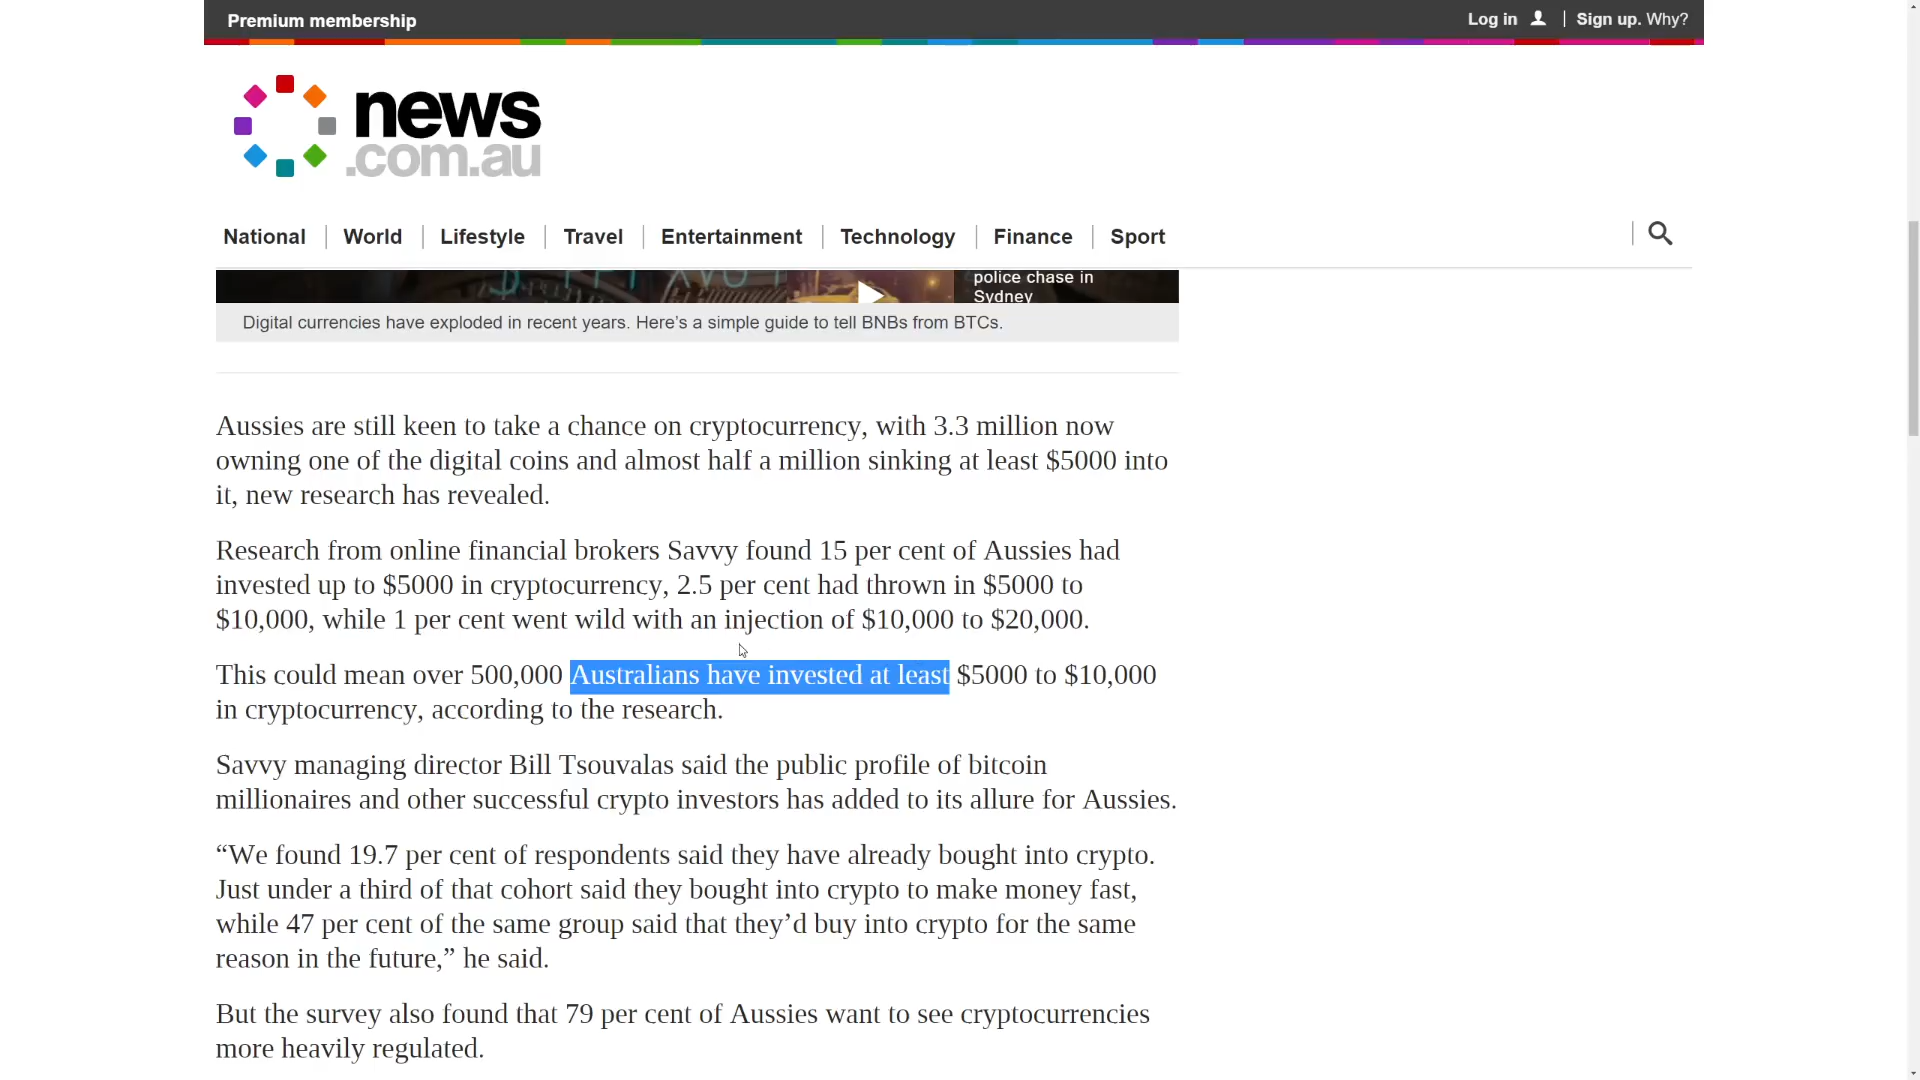 Premium membership
Log in | Sign up. Why?
news
.com.au
National | World | Lifestyle | Travel | Entertainment | Technology | Finance | Sport
police chase in
Sydney
Digital currencies have exploded in recent years. Here’s a simple guide to tell BNBs from BTCs.
Aussies are still keen to take a chance on cryptocurrency, with 3.3 million now
owning one of the digital coins and almost half a million sinking at least $5000 into
it, new research has revealed.
Research from online financial brokers Savvy found 15 per cent of Aussies had
invested up to $5000 in cryptocurrency, 2.5 per cent had thrown in $5000 to
$10,000, while 1 per cent went wild with an injection of $10,000 to $20,000.
This could mean over 500,000 Australians have invested at least $5000 to $10,000
in cryptocurrency, according to the research.
Savvy managing director Bill Tsouvalas said the public profile of bitcoin
millionaires and other successful crypto investors has added to its allure for Aussies.
“We found 19.7 per cent of respondents said they have already bought into crypto.
Just under a third of that cohort said they bought into crypto to make money fast,
while 47 per cent of the same group said that they’d buy into crypto for the same
reason in the future,” he said.
But the survey also found that 79 per cent of Aussies want to see cryptocurrencies
more heavily regulated.